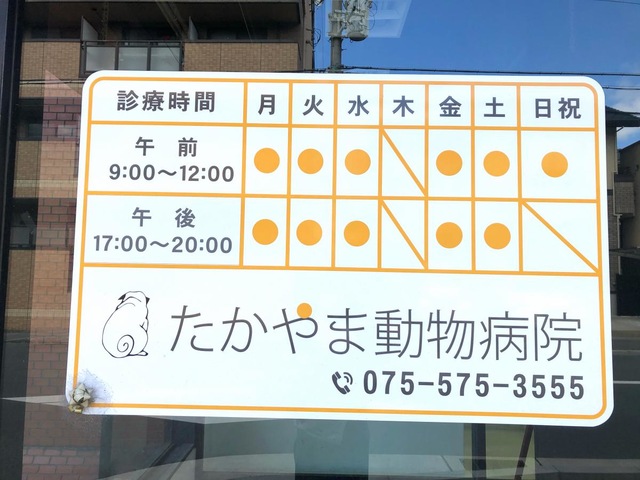 診療時間 月 火 水 木 金 土 日祝
午前
9:00〜12:00
午後
17:00〜20:00
たかやま動物病院
075-575-3555